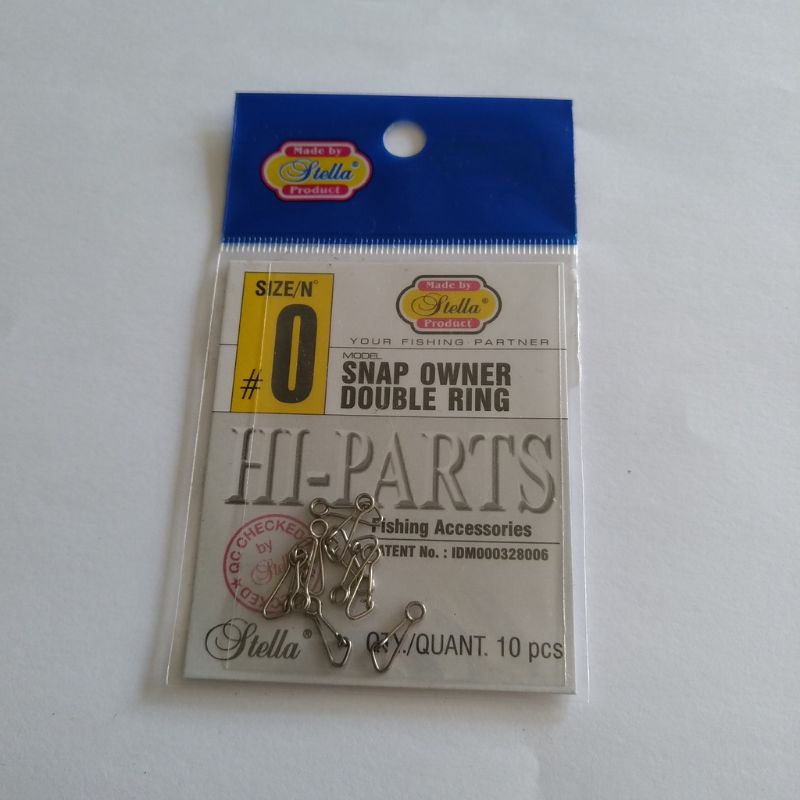 Made by
Stella®
Product
SIZE/N°
#0
Made by
Stella®
Product
YOUR FISHING PARTNER
MODEL
SNAP OWNER
DOUBLE RING
HI-PARTS
Fishing Accessories
QC CHECKED
by
PATENT No. : IDM000328006
Stella®
QTY./QUANT. 10 pcs